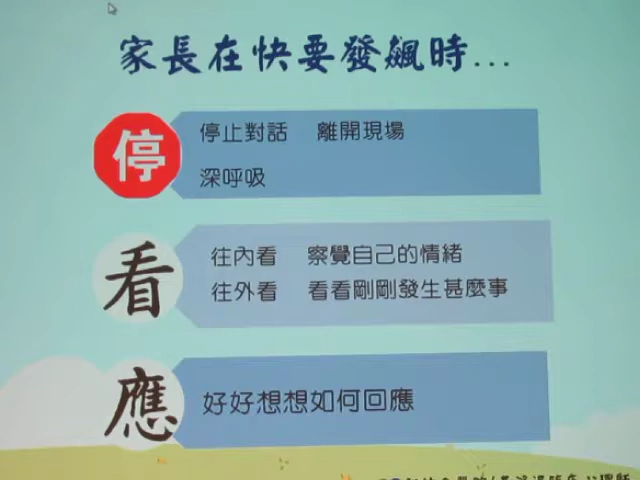 家長在快要發飆時...
停
停止對話 離開現場
深呼吸
看
往內看 察覺自己的情緒
往外看 看看剛剛發生甚麼事
應
好好想想如何回應